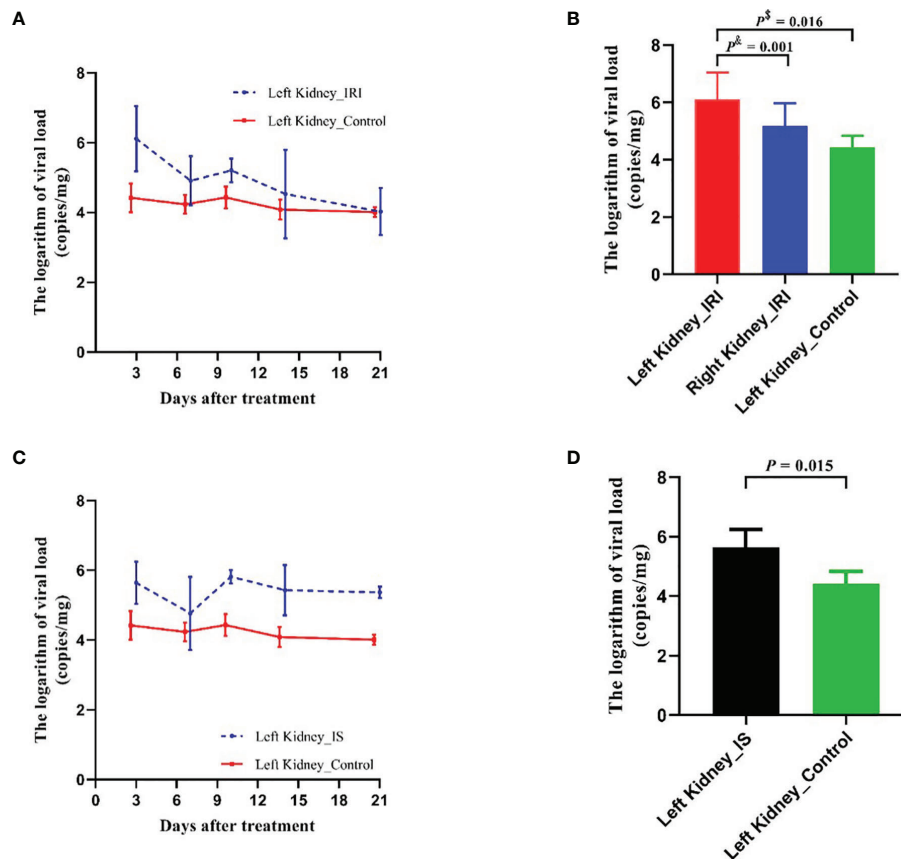 A
The logarithm of viral load
(copies/mg)
8
6
4
2
0
Left Kidney_IRI
Left Kidney_Control
3 6 9 12 15 18 21
Days after treatment
B
The logarithm of viral load
(copies/mg)
8
6
4
2
0
P$ = 0.016
P& = 0.001
Left Kidney_IRI
Right Kidney_IRI
Left Kidney_Control
C
The logarithm of viral load
(copies/mg)
8
6
4
2
0
Left Kidney_IS
Left Kidney_Control
0 3 6 9 12 15 18 21
Days after treatment
D
The logarithm of viral load
(copies/mg)
8
6
4
2
0
P = 0.015
Left Kidney_IS
Left Kidney_Control